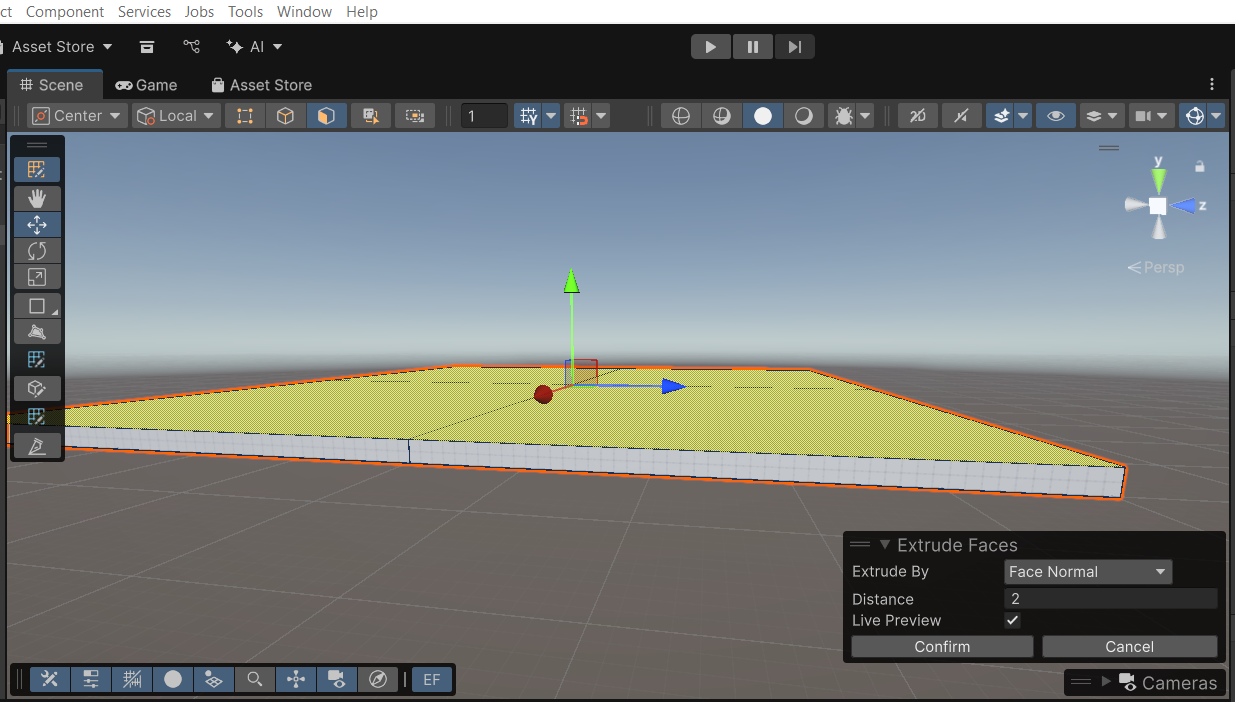 ct Component Services Jobs Tools Window Help
Asset Store AI
Scene Game Asset Store
Center Local 1 2D
y
z
Persp
Extrude Faces
Extrude By Face Normal
Distance 2
Live Preview
Confirm Cancel
EF
Cameras